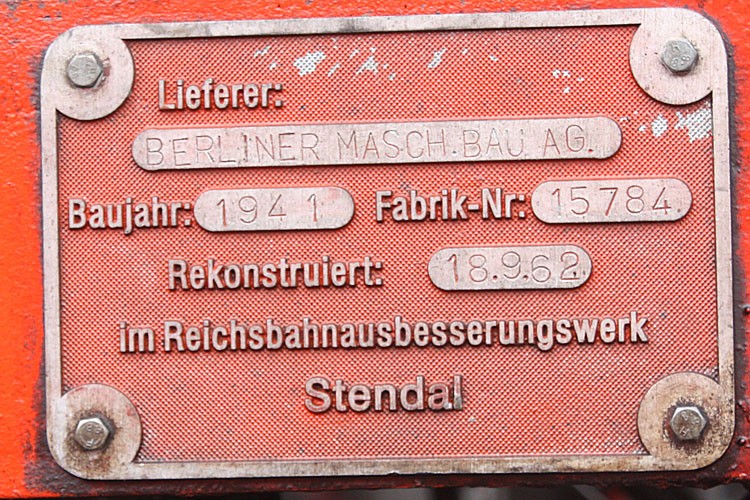 Lieferer:
BERLINER MASCH.BAU AG.
Baujahr: 1941 Fabrik-Nr: 15784
Rekonstruiert: 18.9.62
im Reichsbahnausbesserungswerk
Stendal